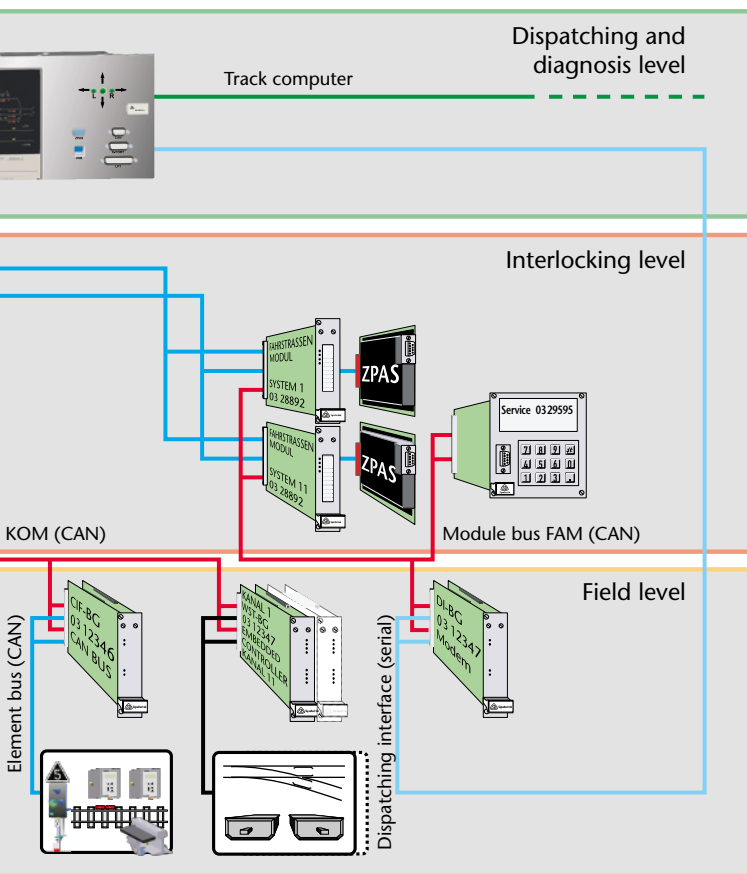 Dispatching and
diagnosis level
Track computer
L R
Interlocking level
FAHRSTRASSEN
MODUL
SYSTEM 1
03 28892
ZPAS
Service 0329595
7 8 9
4 5 6 0
1 2 3 .
FAHRSTRASSEN
MODUL
SYSTEM 11
03 28892
ZPAS
KOM (CAN)
Module bus FAM (CAN)
Field level
Element bus (CAN)
CIF-BG
03 12346
CAN BUS
KANAL 1
WST-BG
03 12347
EMBEDDED
CONTROLLER
KANAL 11
Dispatching interface (serial)
DI-BG
03 12347
Modem
5